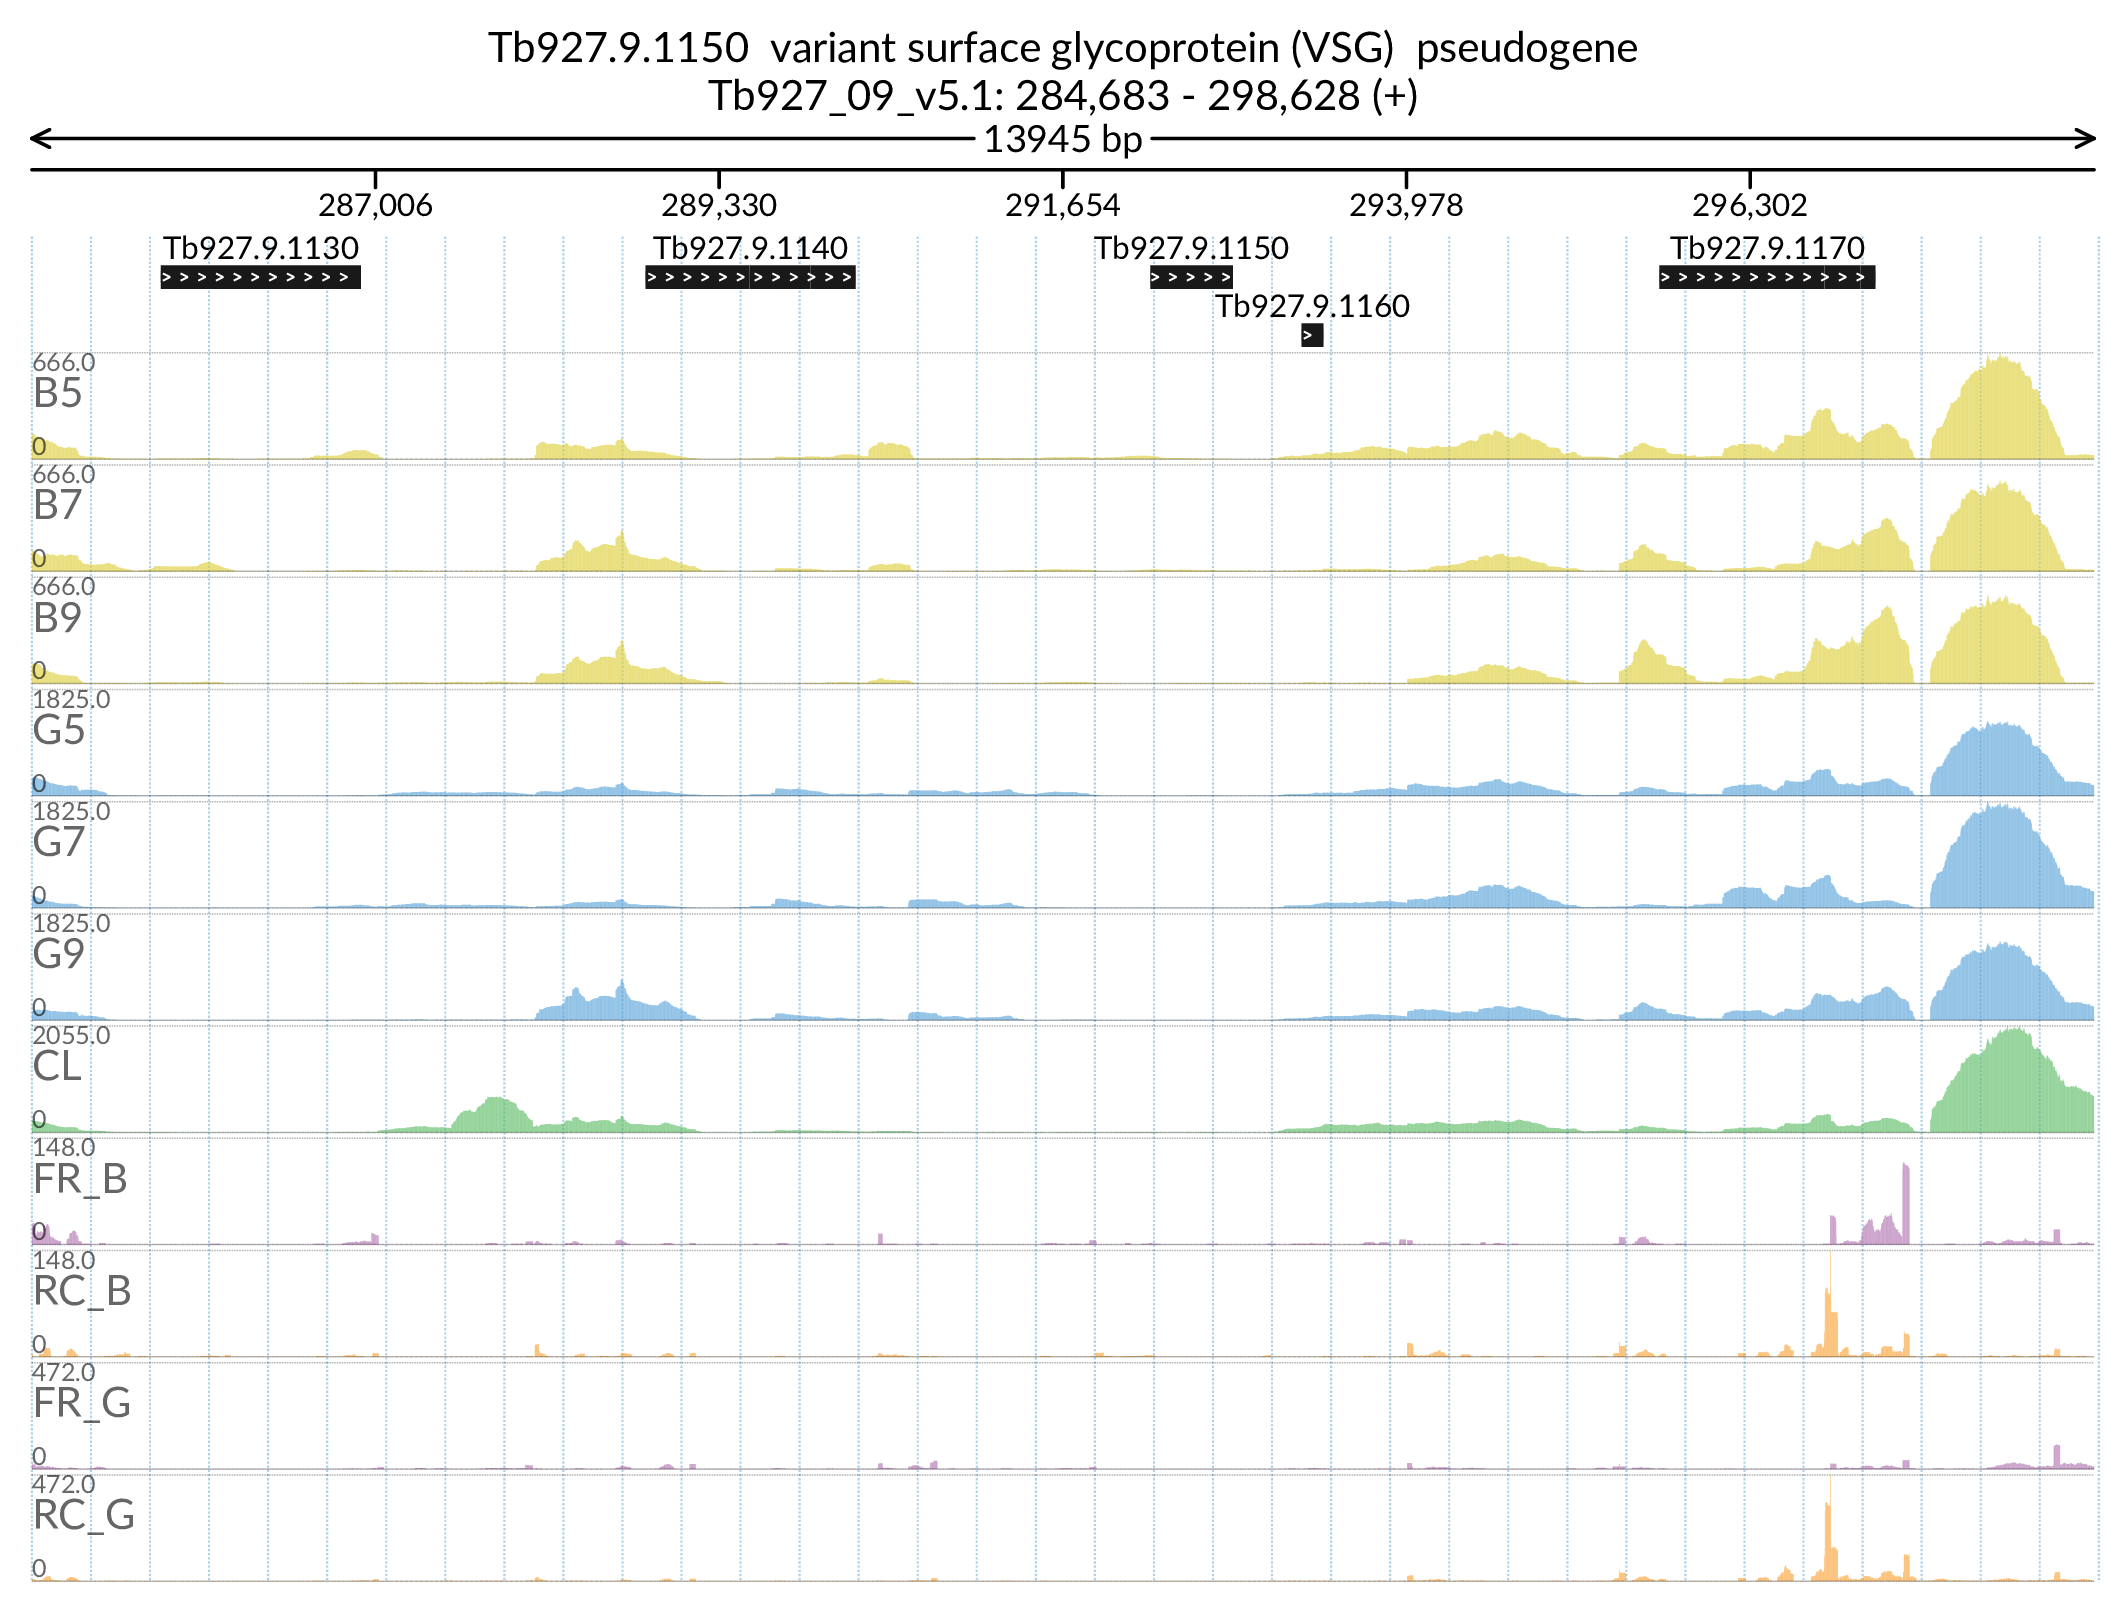 Tb927.9.1150 variant surface glycoprotein (VSG) pseudogene
Tb927_09_v5.1: 284,683 - 298,628 (+)
13945 bp
287,006 289,330 291,654 293,978 296,302
Tb927.9.1130 Tb927.9.1140 Tb927.9.1150 Tb927.9.1170
Tb927.9.1160
666.0
B5
0
666.0
B7
0
666.0
B9
0
1825.0
G5
0
1825.0
G7
0
1825.0
G9
0
2055.0
CL
0
148.0
FR_B
0
148.0
RC_B
0
472.0
FR_G
0
472.0
RC_G
0